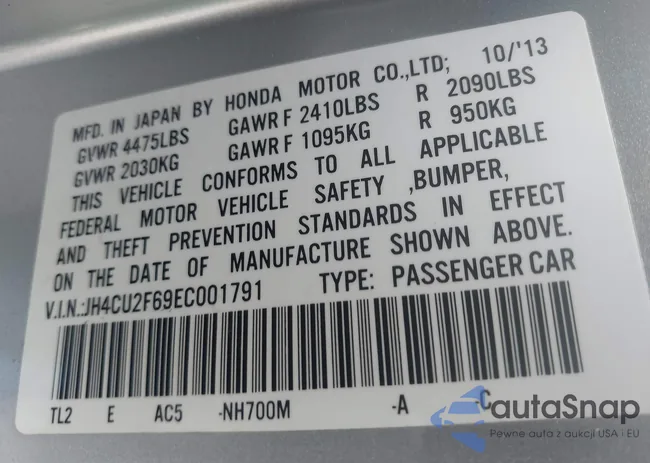 MFD. IN JAPAN BY HONDA MOTOR CO.,LTD; 10/'13
GVWR 4475LBS GAWR F 2410LBS R 2090LBS
GVWR 2030KG GAWR F 1095KG R 950KG
THIS VEHICLE CONFORMS TO ALL APPLICABLE
FEDERAL MOTOR VEHICLE SAFETY ,BUMPER,
AND THEFT PREVENTION STANDARDS IN EFFECT
ON THE DATE OF MANUFACTURE SHOWN ABOVE.
V.I.N.:JH4CU2F69EC001791 TYPE: PASSENGER CAR
TL2 E AC5 -NH700M -A -C
autaSnap
Pewne auta z aukcji USA i EU